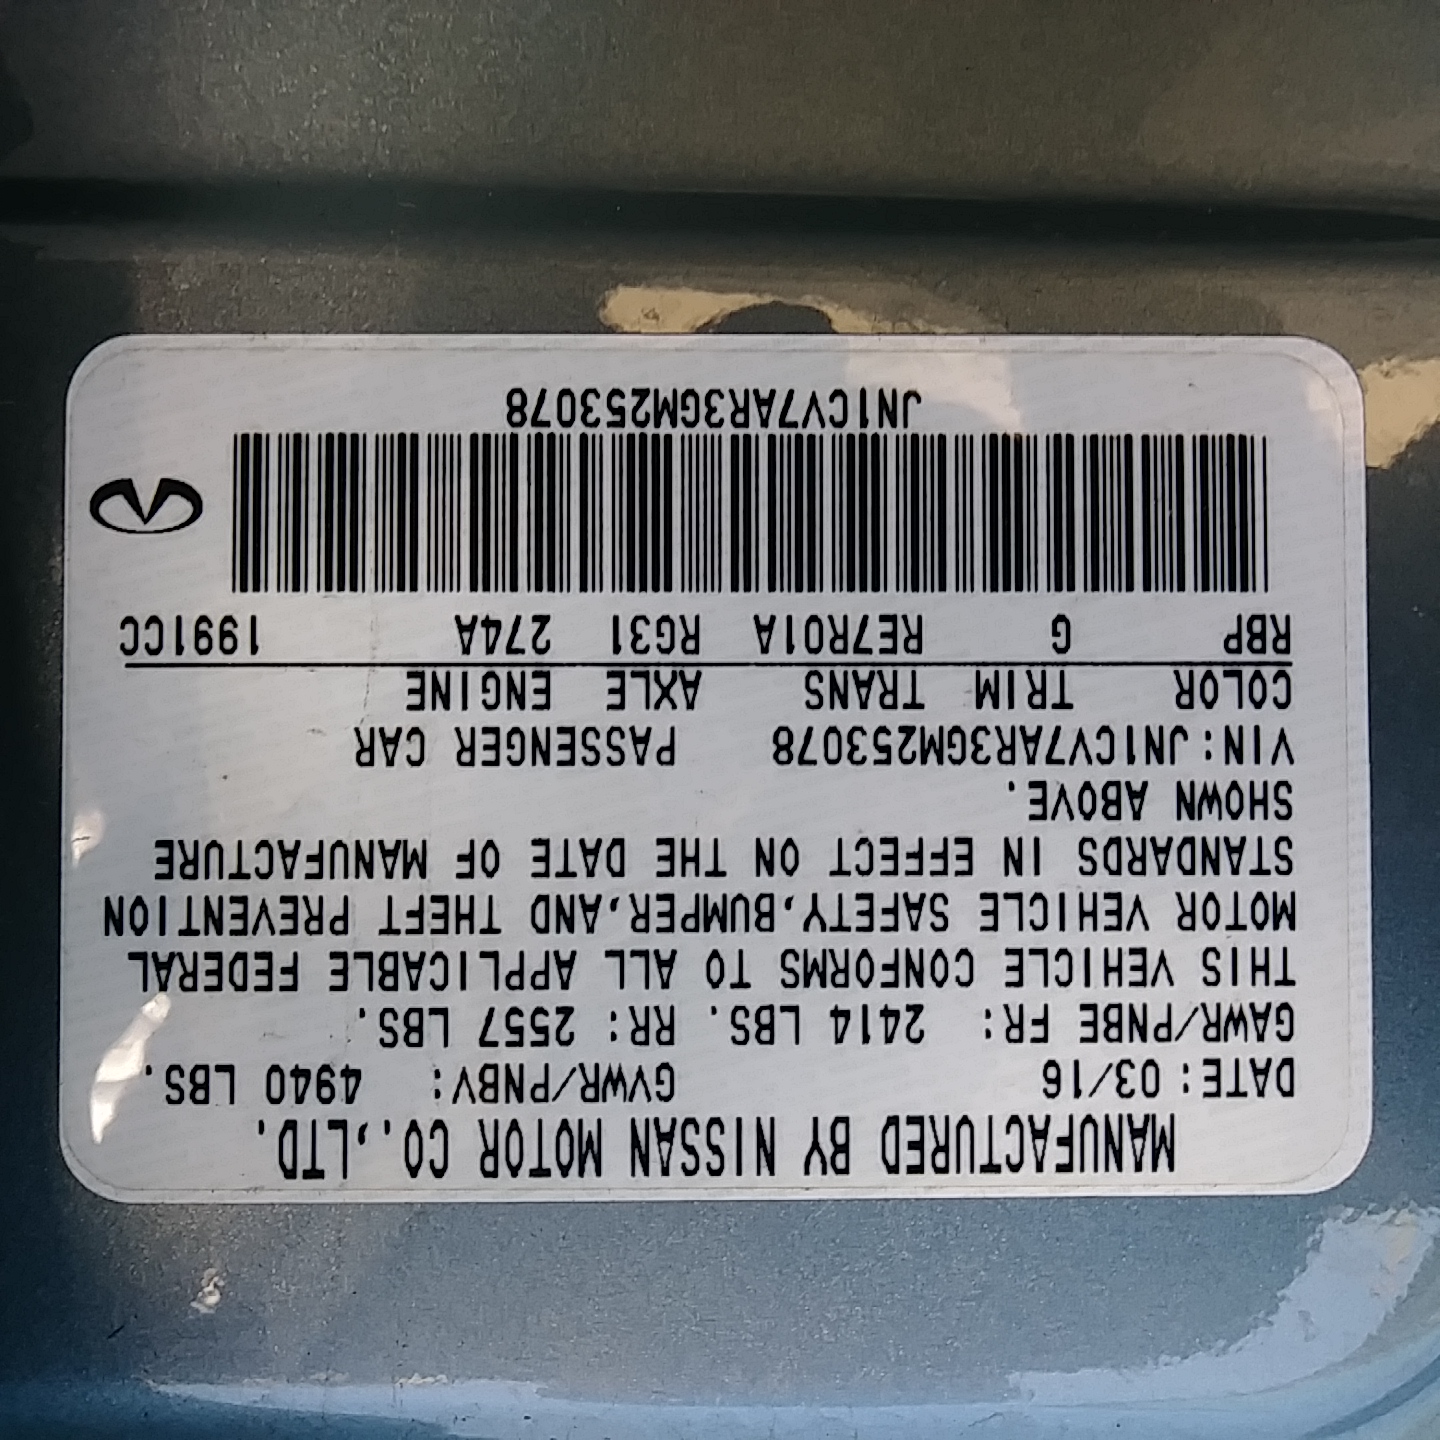 MANUFACTURED BY NISSAN MOTOR CO.,LTD.
DATE: 03/16 GVWR/PNBV: 4940 LBS.
GAWR/PNBE FR: 2414 LBS. RR: 2557 LBS.
THIS VEHICLE CONFORMS TO ALL APPLICABLE FEDERAL
MOTOR VEHICLE SAFETY,BUMPER,AND THEFT PREVENTION
STANDARDS IN EFFECT ON THE DATE OF MANUFACTURE
SHOWN ABOVE.
VIN:JN1CV7AR3GM253078 PASSENGER CAR
COLOR TRIM TRANS AXLE ENGINE
RBP G RE7R01A RG31 274A 1991CC
JN1CV7AR3GM253078